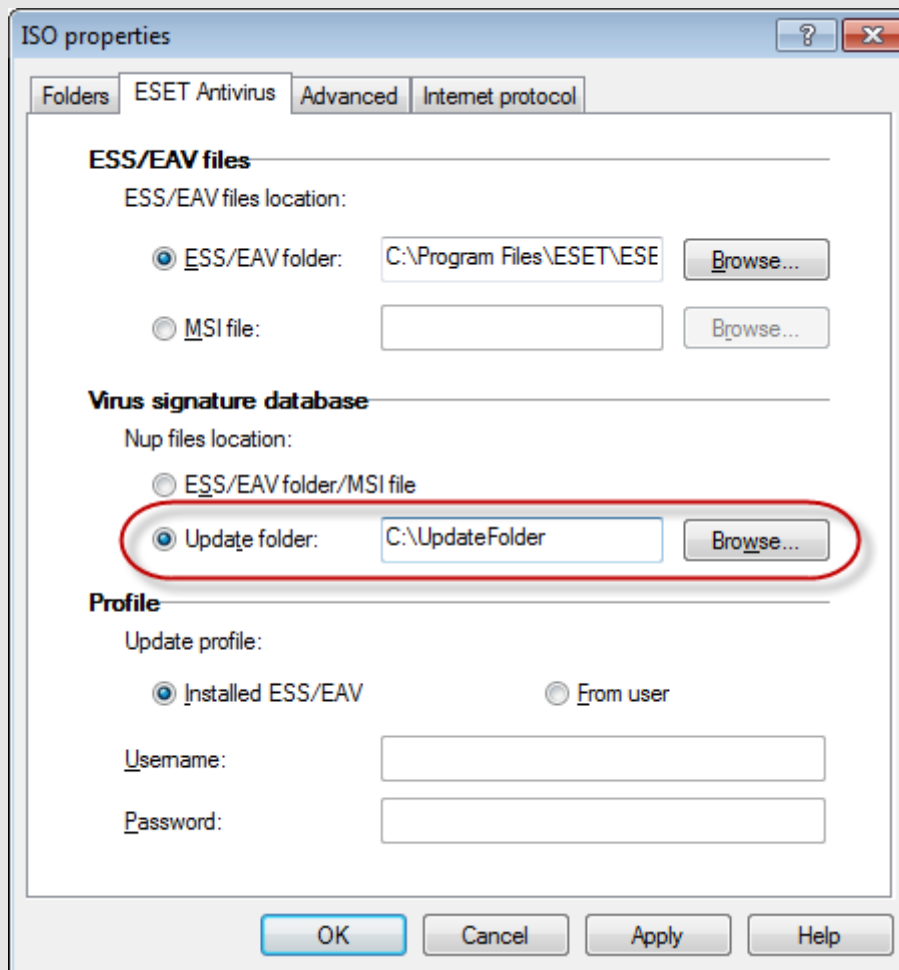 ISO properties
Folders ESET Antivirus Advanced Internet protocol
ESS/EAV files
ESS/EAV files location:
ESS/EAV folder: C:\Program Files\ESET\ESE Browse...
MSI file: Browse...
Virus signature database
Nup files location:
ESS/EAV folder/MSI file
Update folder: C:\UpdateFolder Browse...
Profile
Update profile:
Installed ESS/EAV From user
Username:
Password:
OK Cancel Apply Help